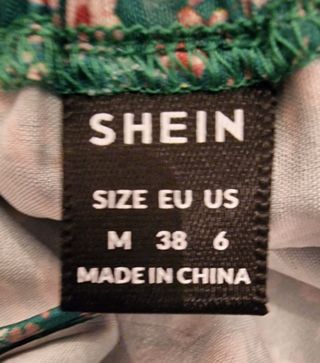 SHEIN
SIZE EU US
M 38 6
MADE IN CHINA